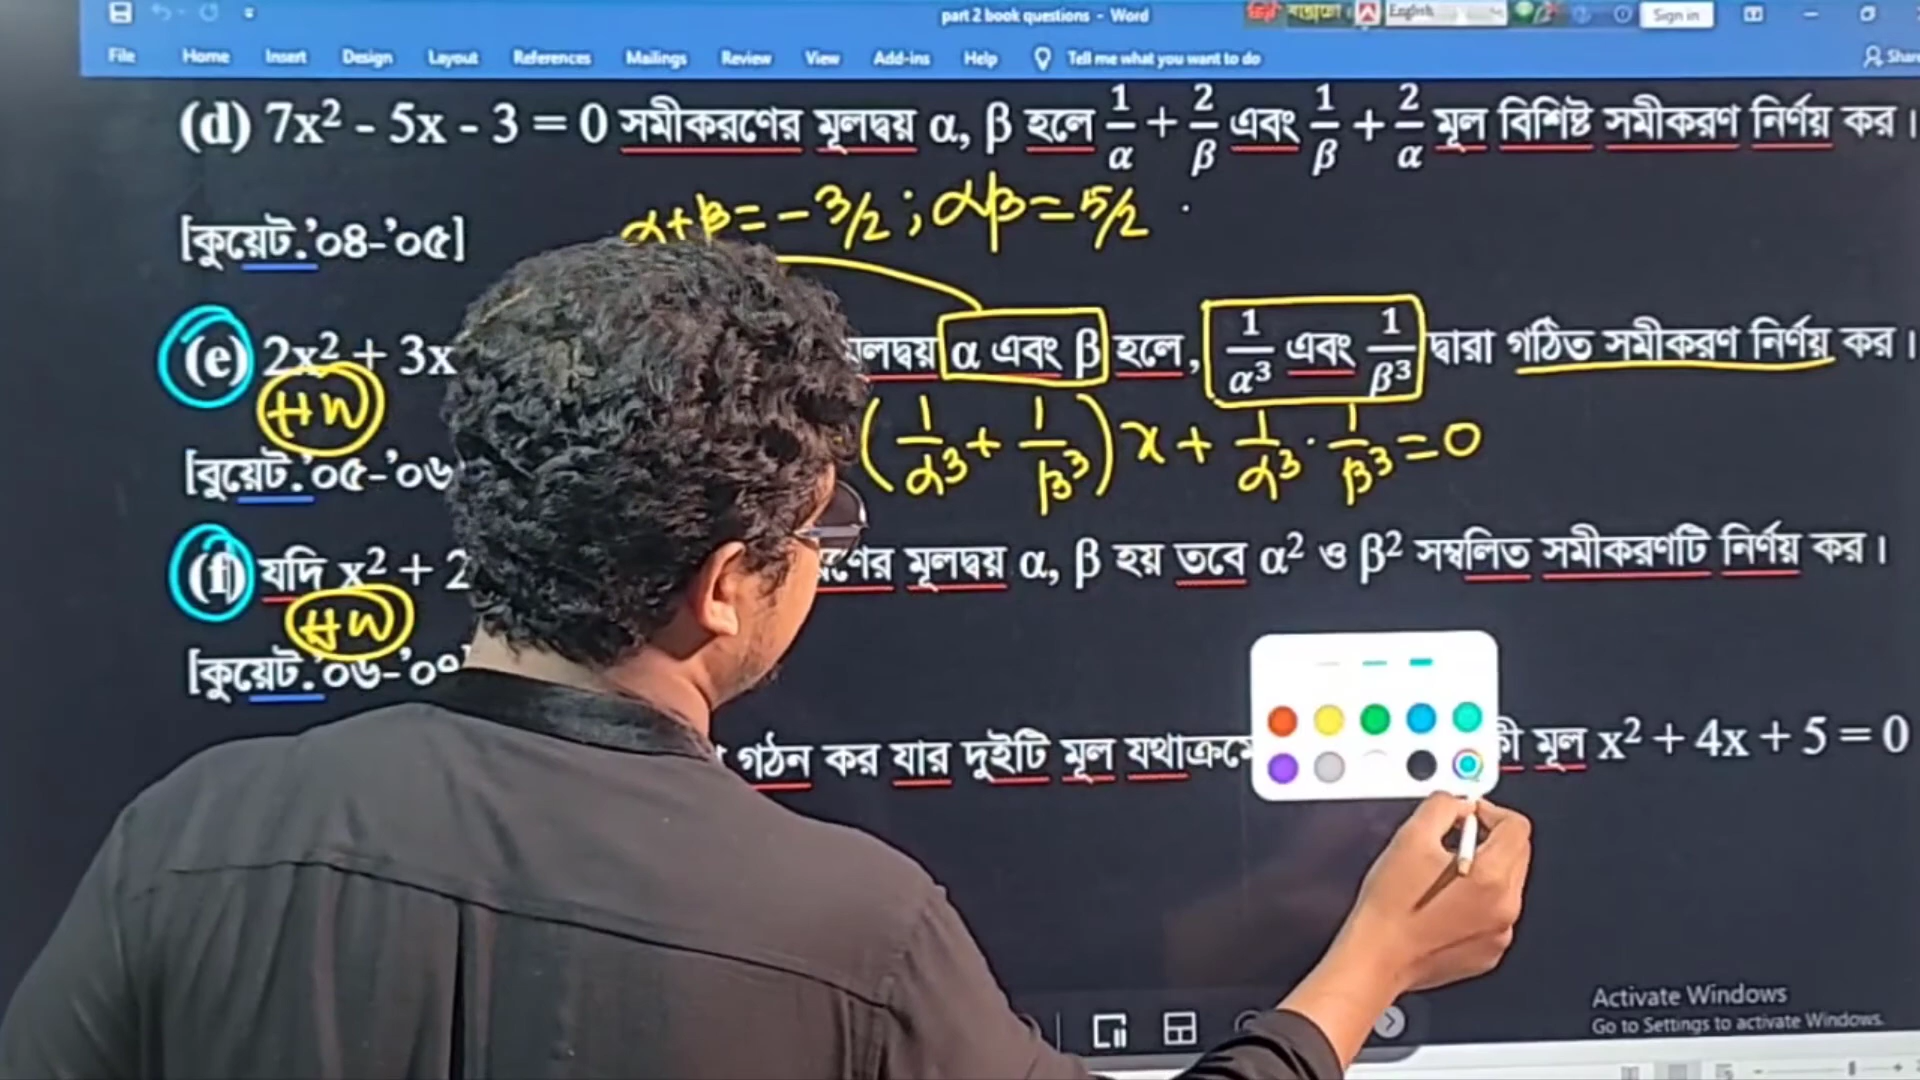 part 2 book questions - Word
English
Sign in
File Home Insert Design Layout References Mailings Review View Add-ins Help Tell me what you want to do Share
(d) 7x² - 5x - 3 = 0 সমীকরণের মূলদ্বয় α, β হলে 1/α + 2/β এবং 1/β + 2/α মূল বিশিষ্ট সমীকরণ নির্ণয় কর।
α+β = -3/2 ; αβ = 5/2
[কুয়েট.'০৪-'০৫]
(e) 2x² + 3x মূলদ্বয় α এবং β হলে, 1/α³ এবং 1/β³ দ্বারা গঠিত সমীকরণ নির্ণয় কর।
HW
(1/α³ + 1/β³) x + 1/α³ · 1/β³ = 0
[বুয়েট.'০৫-'০৬
(f) যদি x² + 2 মূলদ্বয় α, β হয় তবে α² ও β² সম্বলিত সমীকরণটি নির্ণয় কর।
HW
[কুয়েট.'০৬-'০৭]
গঠন কর যার দুইটি মূল যথাক্রমে মূল x² + 4x + 5 = 0
Activate Windows
Go to Settings to activate Windows.